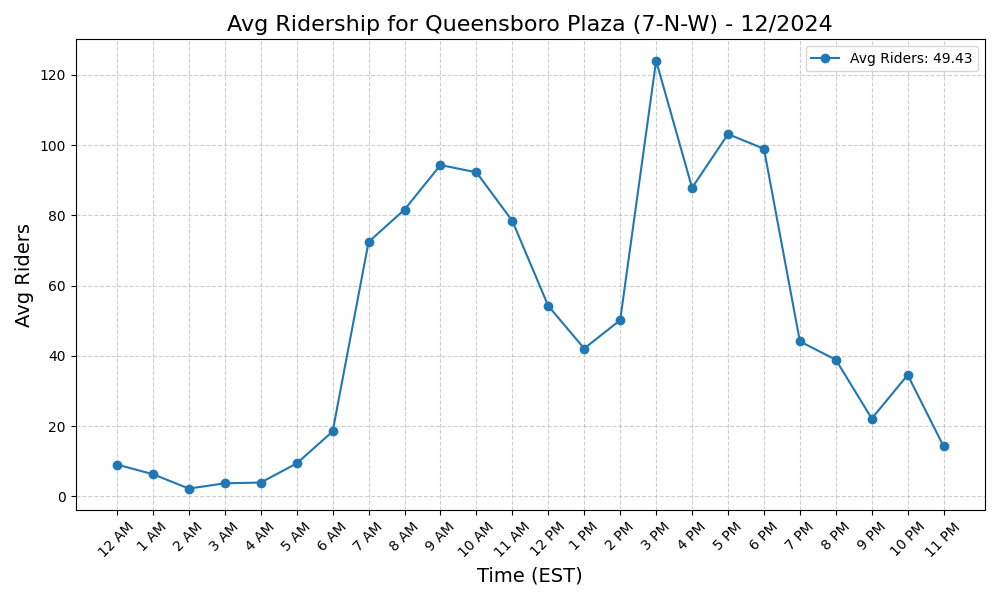 Avg Ridership for Queensboro Plaza (7-N-W) - 12/2024
Avg Riders: 49.43
Avg Riders
120
100
80
60
40
20
0
12 AM
1 AM
2 AM
3 AM
4 AM
5 AM
6 AM
7 AM
8 AM
9 AM
10 AM
11 AM
12 PM
1 PM
2 PM
3 PM
4 PM
5 PM
6 PM
7 PM
8 PM
9 PM
10 PM
11 PM
Time (EST)